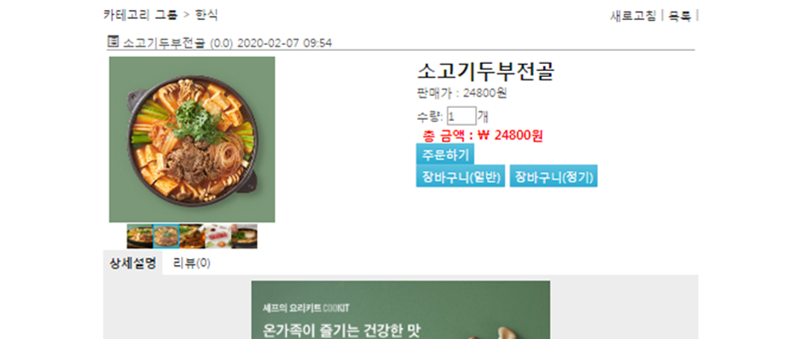 카테고리 그룹 > 한식
새로고침 | 목록 |
소고기두부전골 (0.0) 2020-02-07 09:54
소고기두부전골
판매가 : 24800원
수량: 1 개
총 금액 : ₩ 24800원
주문하기
장바구니(일반) 장바구니(정기)
상세설명 리뷰(0)
셰프의 요리키트 COOKIT
온가족이 즐기는 건강한 맛